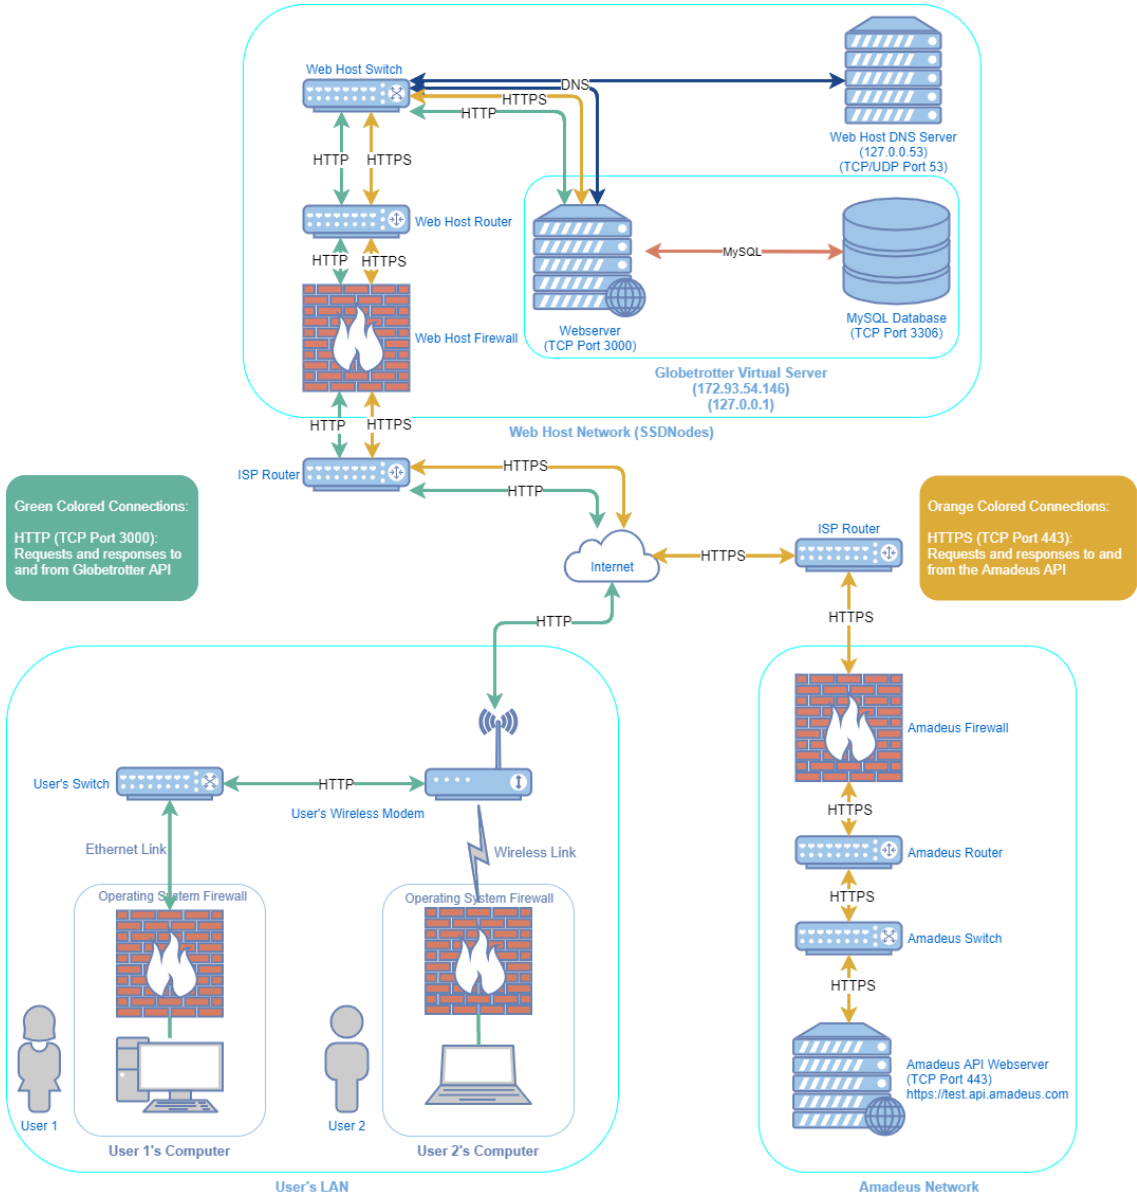 Web Host Switch
DNS
HTTPS
HTTP
Web Host DNS Server
(127.0.0.53)
(TCP/UDP Port 53)
HTTP
HTTPS
Web Host Router
HTTP
HTTPS
MySQL
Webserver
(TCP Port 3000)
MySQL Database
(TCP Port 3306)
Web Host Firewall
Globetrotter Virtual Server
(172.93.54.146)
(127.0.0.1)
HTTP
HTTPS
Web Host Network (SSDNodes)
ISP Router
HTTPS
HTTP
Green Colored Connections:
HTTP (TCP Port 3000):
Requests and responses to
and from Globetrotter API
Internet
HTTPS
ISP Router
Orange Colored Connections:
HTTPS (TCP Port 443):
Requests and responses to and
from the Amadeus API
HTTP
HTTPS
Amadeus Firewall
User's Switch
HTTP
User's Wireless Modem
Ethernet Link
Wireless Link
HTTPS
Amadeus Router
HTTPS
Amadeus Switch
HTTPS
Operating System Firewall
Operating System Firewall
Amadeus API Webserver
(TCP Port 443)
https://test.api.amadeus.com
User 1
User 2
User 1's Computer
User 2's Computer
User's LAN
Amadeus Network